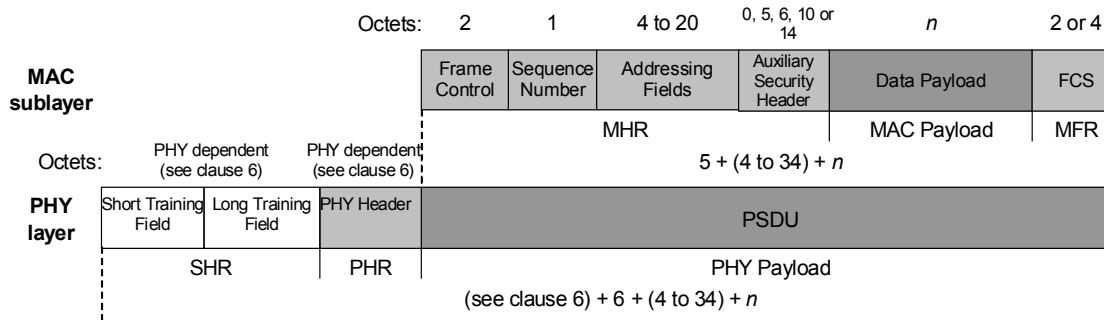 Octets: 2 1 4 to 20 0, 5, 6, 10 or 14 n 2 or 4
MAC sublayer
Frame Control
Sequence Number
Addressing Fields
Auxiliary Security Header
Data Payload
FCS
MHR MAC Payload MFR
Octets: PHY dependent (see clause 6) PHY dependent (see clause 6) 5 + (4 to 34) + n
PHY layer
Short Training Field
Long Training Field
PHY Header
PSDU
SHR PHR PHY Payload
(see clause 6) + 6 + (4 to 34) + n